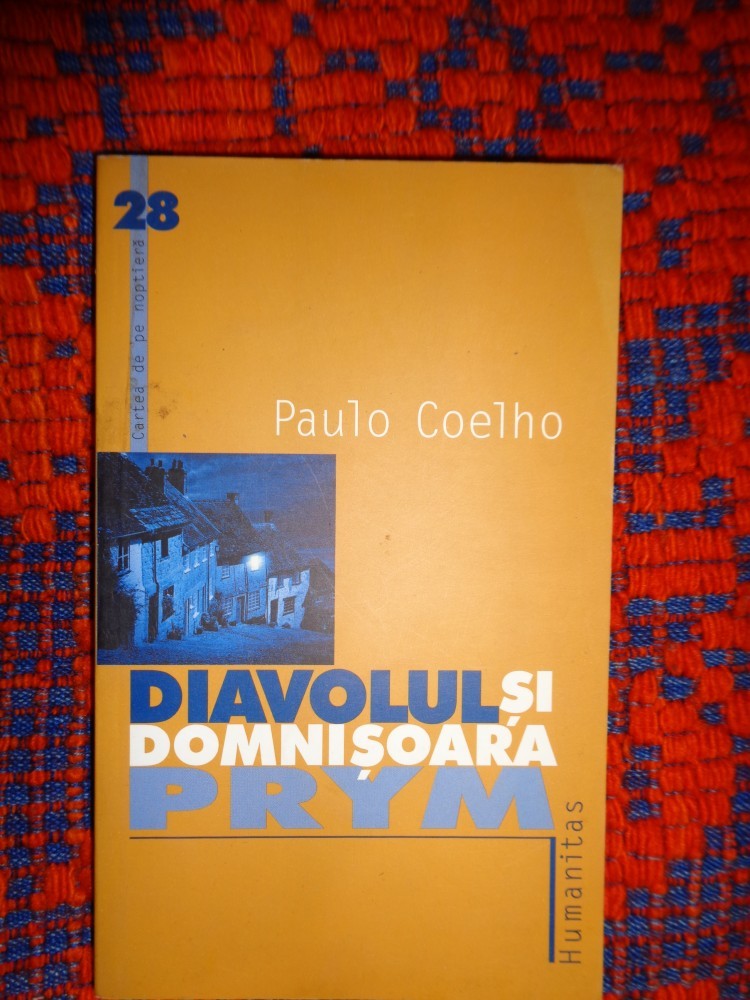 28
Cartea de pe noptieră
Paulo Coelho
DIAVOLUL ȘI
DOMNIȘOARA
PRYM
Humanitas